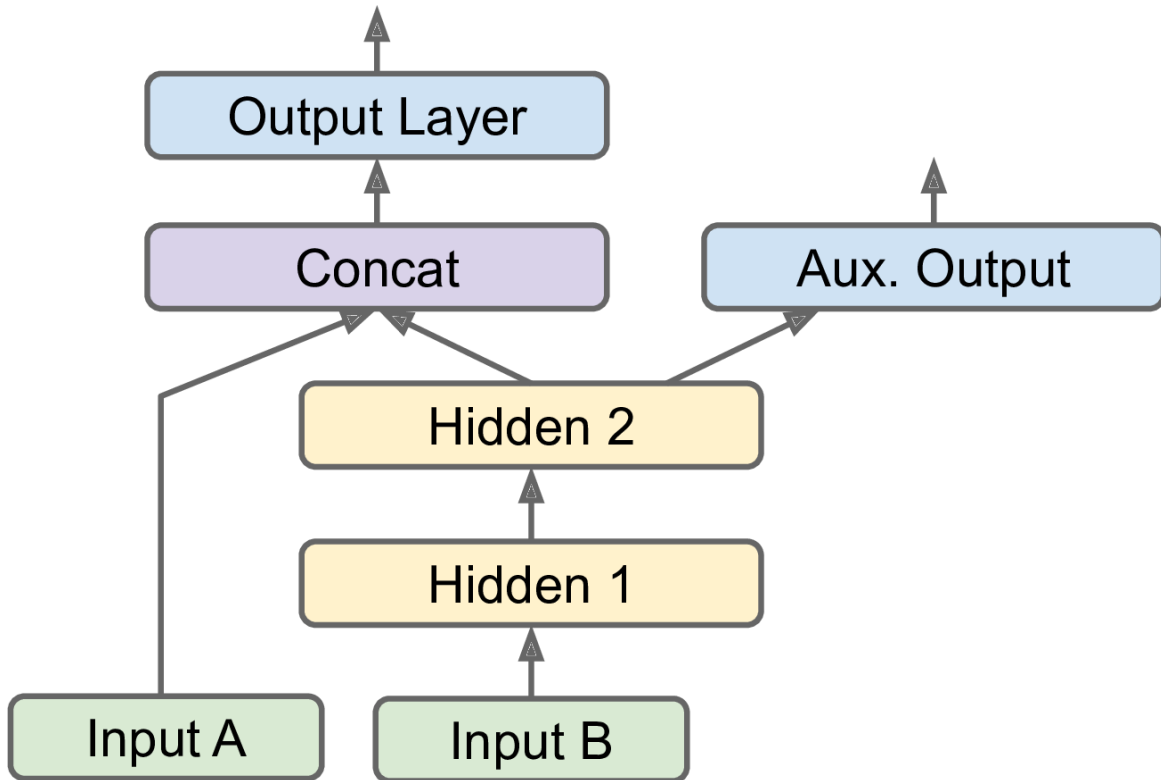 Output Layer
Concat
Aux. Output
Hidden 2
Hidden 1
Input A
Input B